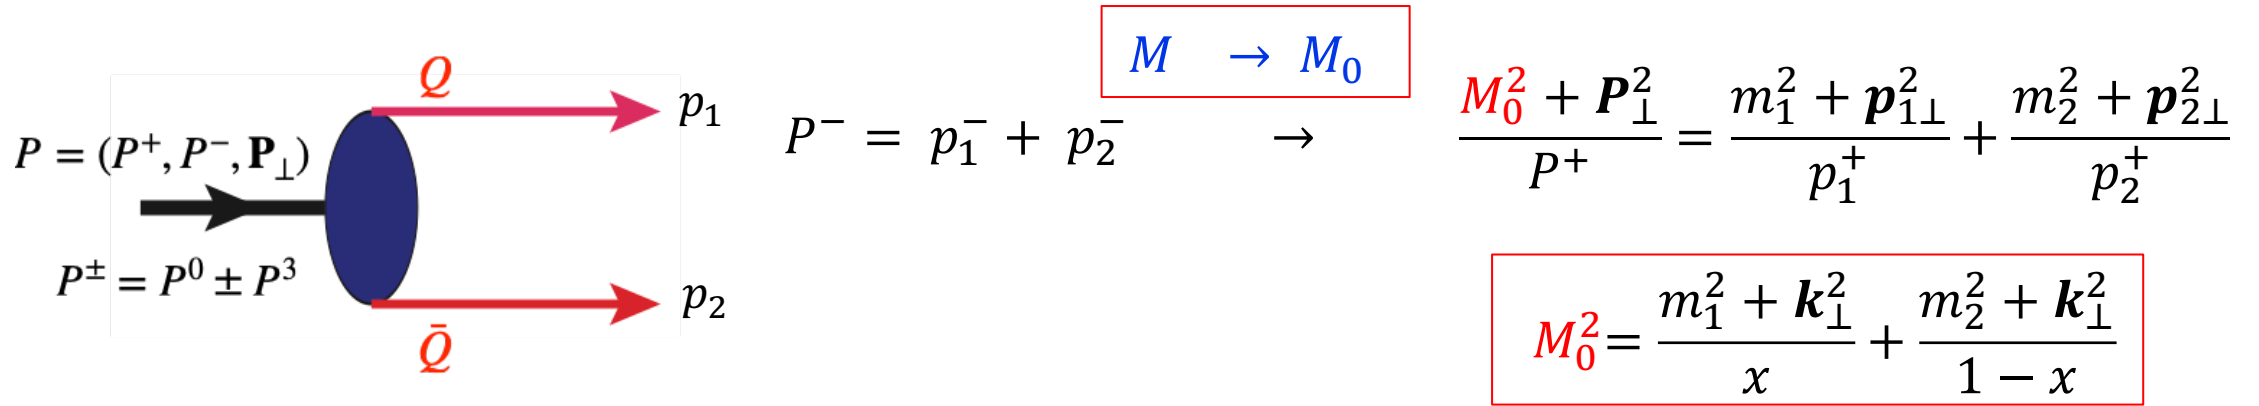 Q
p₁
P = (P⁺, P⁻, 𝐏⊥)
P^± = P⁰ ± P³
p₂
Q̄
M → M₀
P⁻ = p₁⁻ + p₂⁻ → (M₀² + 𝑷⊥²)/P⁺ = (m₁² + 𝒑₁⊥²)/p₁⁺ + (m₂² + 𝒑₂⊥²)/p₂⁺
M₀² = (m₁² + 𝒌⊥²)/x + (m₂² + 𝒌⊥²)/(1 − x)